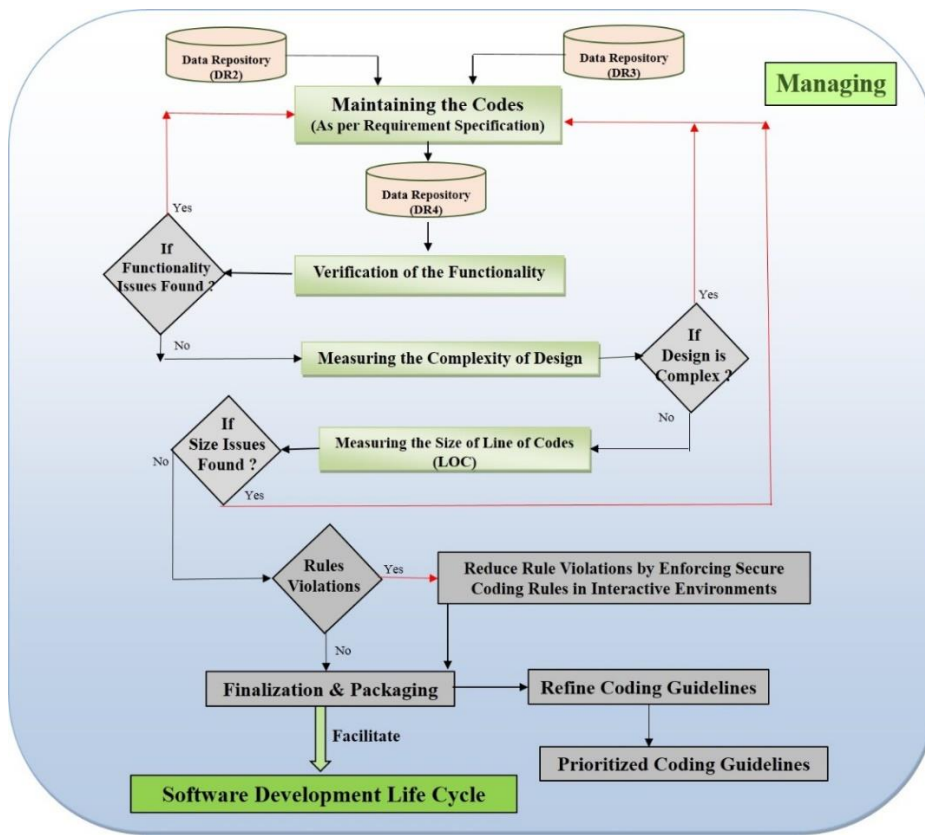 Data Repository
(DR2)
Data Repository
(DR3)
Managing
Maintaining the Codes
(As per Requirement Specification)
Data Repository
(DR4)
Yes
If
Functionality
Issues Found ?
Verification of the Functionality
Yes
No
Measuring the Complexity of Design
If
Design is
Complex ?
No
If
Size Issues
Found ?
Measuring the Size of Line of Codes
(LOC)
No
Yes
Rules
Violations
Yes
Reduce Rule Violations by Enforcing Secure
Coding Rules in Interactive Environments
No
Finalization & Packaging
Refine Coding Guidelines
Facilitate
Prioritized Coding Guidelines
Software Development Life Cycle